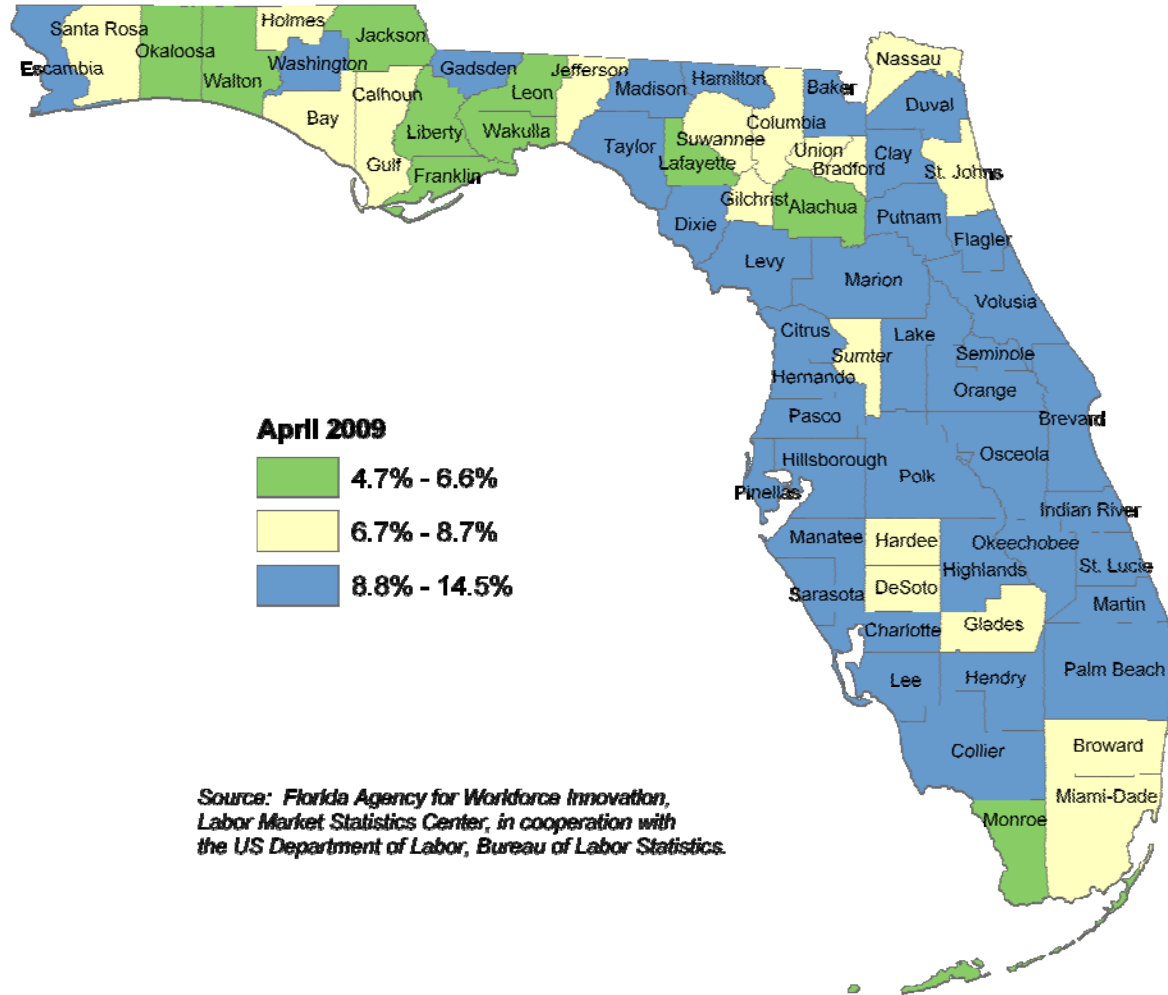 Holmes
Santa Rosa
Jackson
Okaloosa
Washington
Escambia
Walton
Gadsden
Jefferson
Leon
Madison
Hamilton
Baker
Nassau
Duval
Calhoun
Bay
Liberty
Wakulla
Columbia
Suwannee
Taylor
Union
Clay
Lafayette
Bradford
St. Johns
Gulf
Franklin
Gilchrist
Alachua
Putnam
Dixie
Flagler
Levy
Marion
Volusia
Citrus
Lake
Sumter
Seminole
Hernando
Orange
Pasco
Brevard
Osceola
Hillsborough
Polk
Pinellas
Indian River
Manatee
Hardee
Okeechobee
Highlands
St. Lucie
Sarasota
DeSoto
Martin
Charlotte
Glades
Lee
Hendry
Palm Beach
Collier
Broward
Miami-Dade
Monroe
April 2009
4.7% - 6.6%
6.7% - 8.7%
8.8% - 14.5%
Source: Florida Agency for Workforce Innovation,
Labor Market Statistics Center, in cooperation with
the US Department of Labor, Bureau of Labor Statistics.